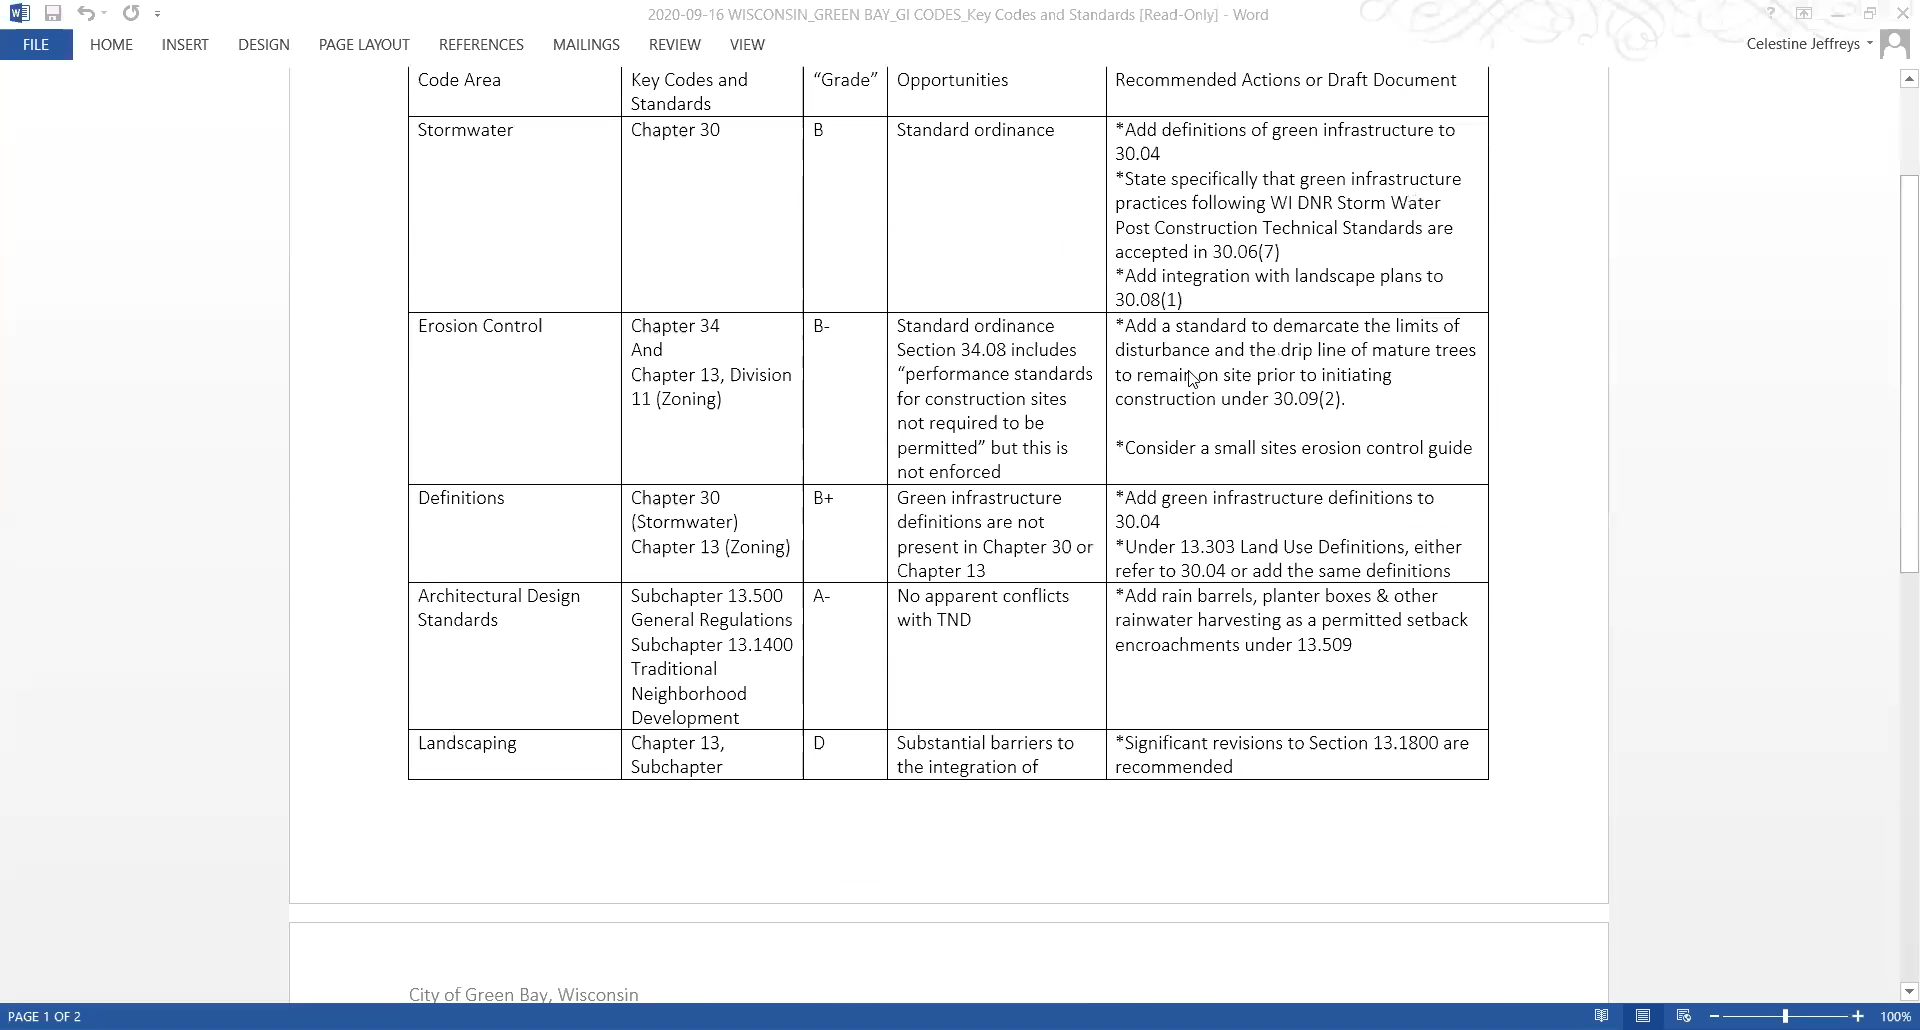 2020-09-16 WISCONSIN_GREEN BAY_GI CODES_Key Codes and Standards [Read-Only] - Word
FILE HOME INSERT DESIGN PAGE LAYOUT REFERENCES MAILINGS REVIEW VIEW Celestine Jeffreys
Code Area
Key Codes and
Standards
“Grade”
Opportunities
Recommended Actions or Draft Document
Stormwater
Chapter 30
B
Standard ordinance
*Add definitions of green infrastructure to
30.04
*State specifically that green infrastructure
practices following WI DNR Storm Water
Post Construction Technical Standards are
accepted in 30.06(7)
*Add integration with landscape plans to
30.08(1)
Erosion Control
Chapter 34
And
Chapter 13, Division
11 (Zoning)
B-
Standard ordinance
Section 34.08 includes
“performance standards
for construction sites
not required to be
permitted” but this is
not enforced
*Add a standard to demarcate the limits of
disturbance and the drip line of mature trees
to remain on site prior to initiating
construction under 30.09(2).
*Consider a small sites erosion control guide
Definitions
Chapter 30
(Stormwater)
Chapter 13 (Zoning)
B+
Green infrastructure
definitions are not
present in Chapter 30 or
Chapter 13
*Add green infrastructure definitions to
30.04
*Under 13.303 Land Use Definitions, either
refer to 30.04 or add the same definitions
Architectural Design
Standards
Subchapter 13.500
General Regulations
Subchapter 13.1400
Traditional
Neighborhood
Development
A-
No apparent conflicts
with TND
*Add rain barrels, planter boxes & other
rainwater harvesting as a permitted setback
encroachments under 13.509
Landscaping
Chapter 13,
Subchapter
D
Substantial barriers to
the integration of
*Significant revisions to Section 13.1800 are
recommended
City of Green Bay, Wisconsin
PAGE 1 OF 2
100%